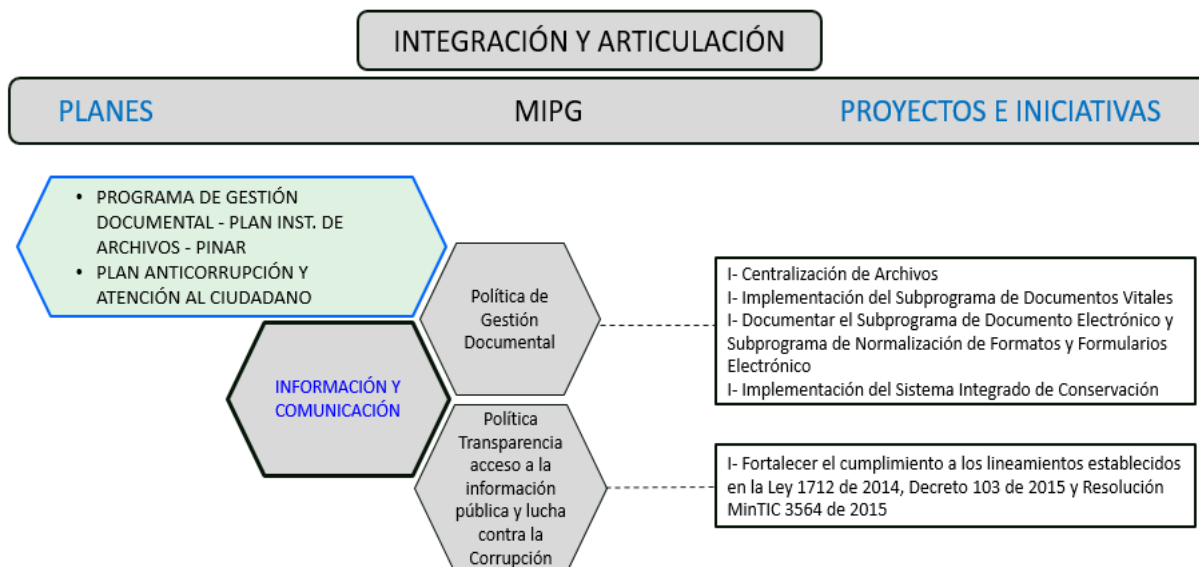 INTEGRACIÓN Y ARTICULACIÓN
PLANES
MIPG
PROYECTOS E INICIATIVAS
• PROGRAMA DE GESTIÓN
DOCUMENTAL - PLAN INST. DE
ARCHIVOS - PINAR
• PLAN ANTICORRUPCIÓN Y
ATENCIÓN AL CIUDADANO
INFORMACIÓN Y
COMUNICACIÓN
Política de
Gestión
Documental
I- Centralización de Archivos
I- Implementación del Subprograma de Documentos Vitales
I- Documentar el Subprograma de Documento Electrónico y
Subprograma de Normalización de Formatos y Formularios
Electrónico
I- Implementación del Sistema Integrado de Conservación
Política
Transparencia
acceso a la
información
pública y lucha
contra la
Corrupción
I- Fortalecer el cumplimiento a los lineamientos establecidos
en la Ley 1712 de 2014, Decreto 103 de 2015 y Resolución
MinTIC 3564 de 2015